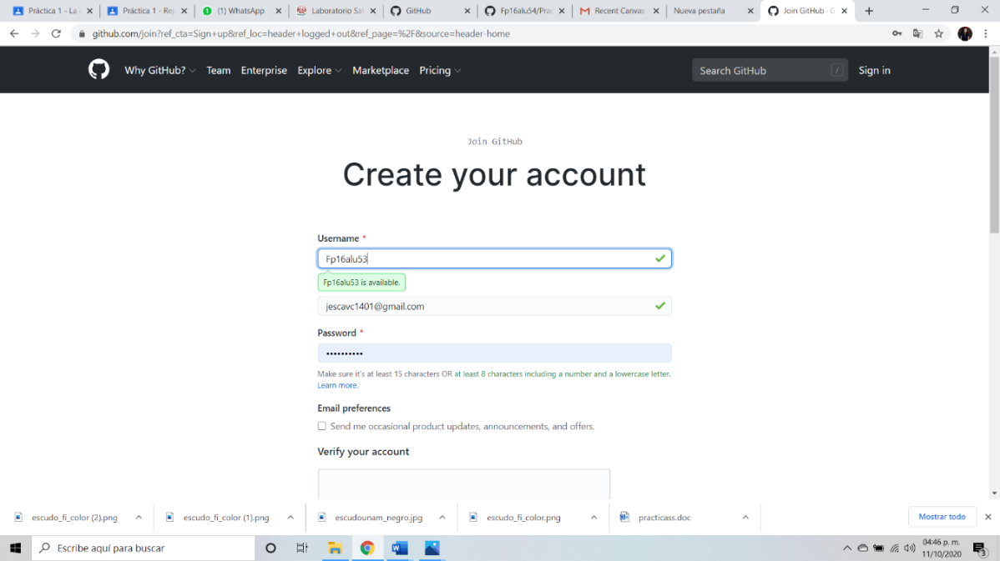 Práctica 1 - La
Práctica 1 - Rep
(1) WhatsApp
Laboratorio Sal
GitHub
Fp16alu54/Prac
Recent Canvas
Nueva pestaña
Join GitHub · G
github.com/join?ref_cta=Sign+up&ref_loc=header+logged+out&ref_page=%2F&source=header-home
Why GitHub? Team Enterprise Explore Marketplace Pricing
Search GitHub /
Sign in
Join GitHub
Create your account
Username *
Fp16alu53
Fp16alu53 is available.
jescavc1401@gmail.com
Password *
••••••••••
Make sure it's at least 15 characters OR at least 8 characters including a number and a lowercase letter.
Learn more.
Email preferences
Send me occasional product updates, announcements, and offers.
Verify your account
escudo_fi_color (2).png
escudo_fi_color (1).png
escudounam_negro.jpg
escudo_fi_color.png
practicass.doc
Mostrar todo
Escribe aquí para buscar
04:46 p. m.
11/10/2020
3